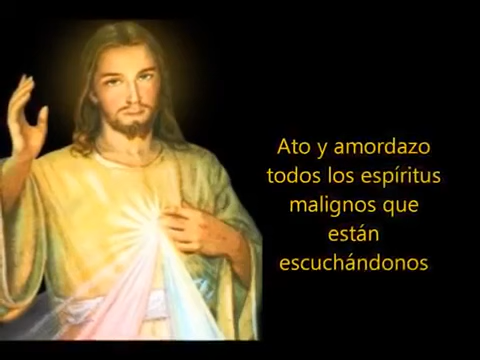 Ato y amordazo
todos los espíritus
malignos que
están
escuchándonos